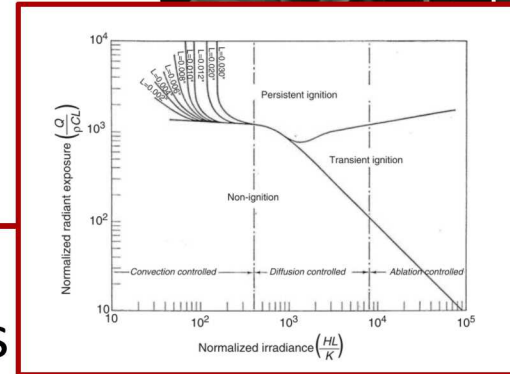 10⁴
L=0.002"
L=0.004"
L=0.006"
L=0.008"
L=0.010"
L=0.012"
L=0.020"
L=0.030"
Persistent ignition
10³
Transient ignition
Normalized radiant exposure (Q/ρCL)
Non-ignition
10²
Convection controlled
Diffusion controlled
Ablation controlled
10
10
10²
10³
10⁴
10⁵
Normalized irradiance (HL/K)
s